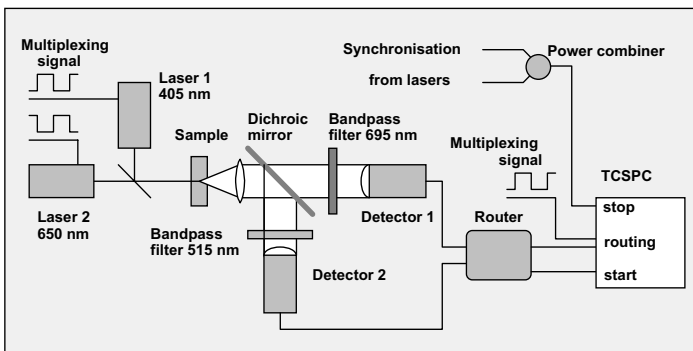 Multiplexing
signal
Laser 1
405 nm
Sample
Dichroic
mirror
Bandpass
filter 695 nm
Synchronisation
from lasers
Power combiner
Multiplexing
signal
TCSPC
stop
routing
start
Laser 2
650 nm
Bandpass
filter 515 nm
Detector 1
Detector 2
Router